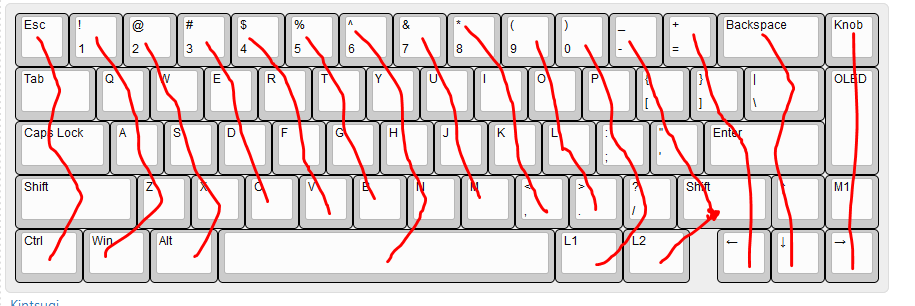 Esc ! @ # $ % ^ & * ( ) _ + Backspace Knob
1 2 3 4 5 6 7 8 9 0 - =
Tab Q W E R T Y U I O P { } | OLED
[ ] \
Caps Lock A S D F G H J K L : " Enter
; '
Shift Z X C V B N M < > ? Shift ↑ M1
, . /
Ctrl Win Alt L1 L2 ← ↓ →
Kintsugi